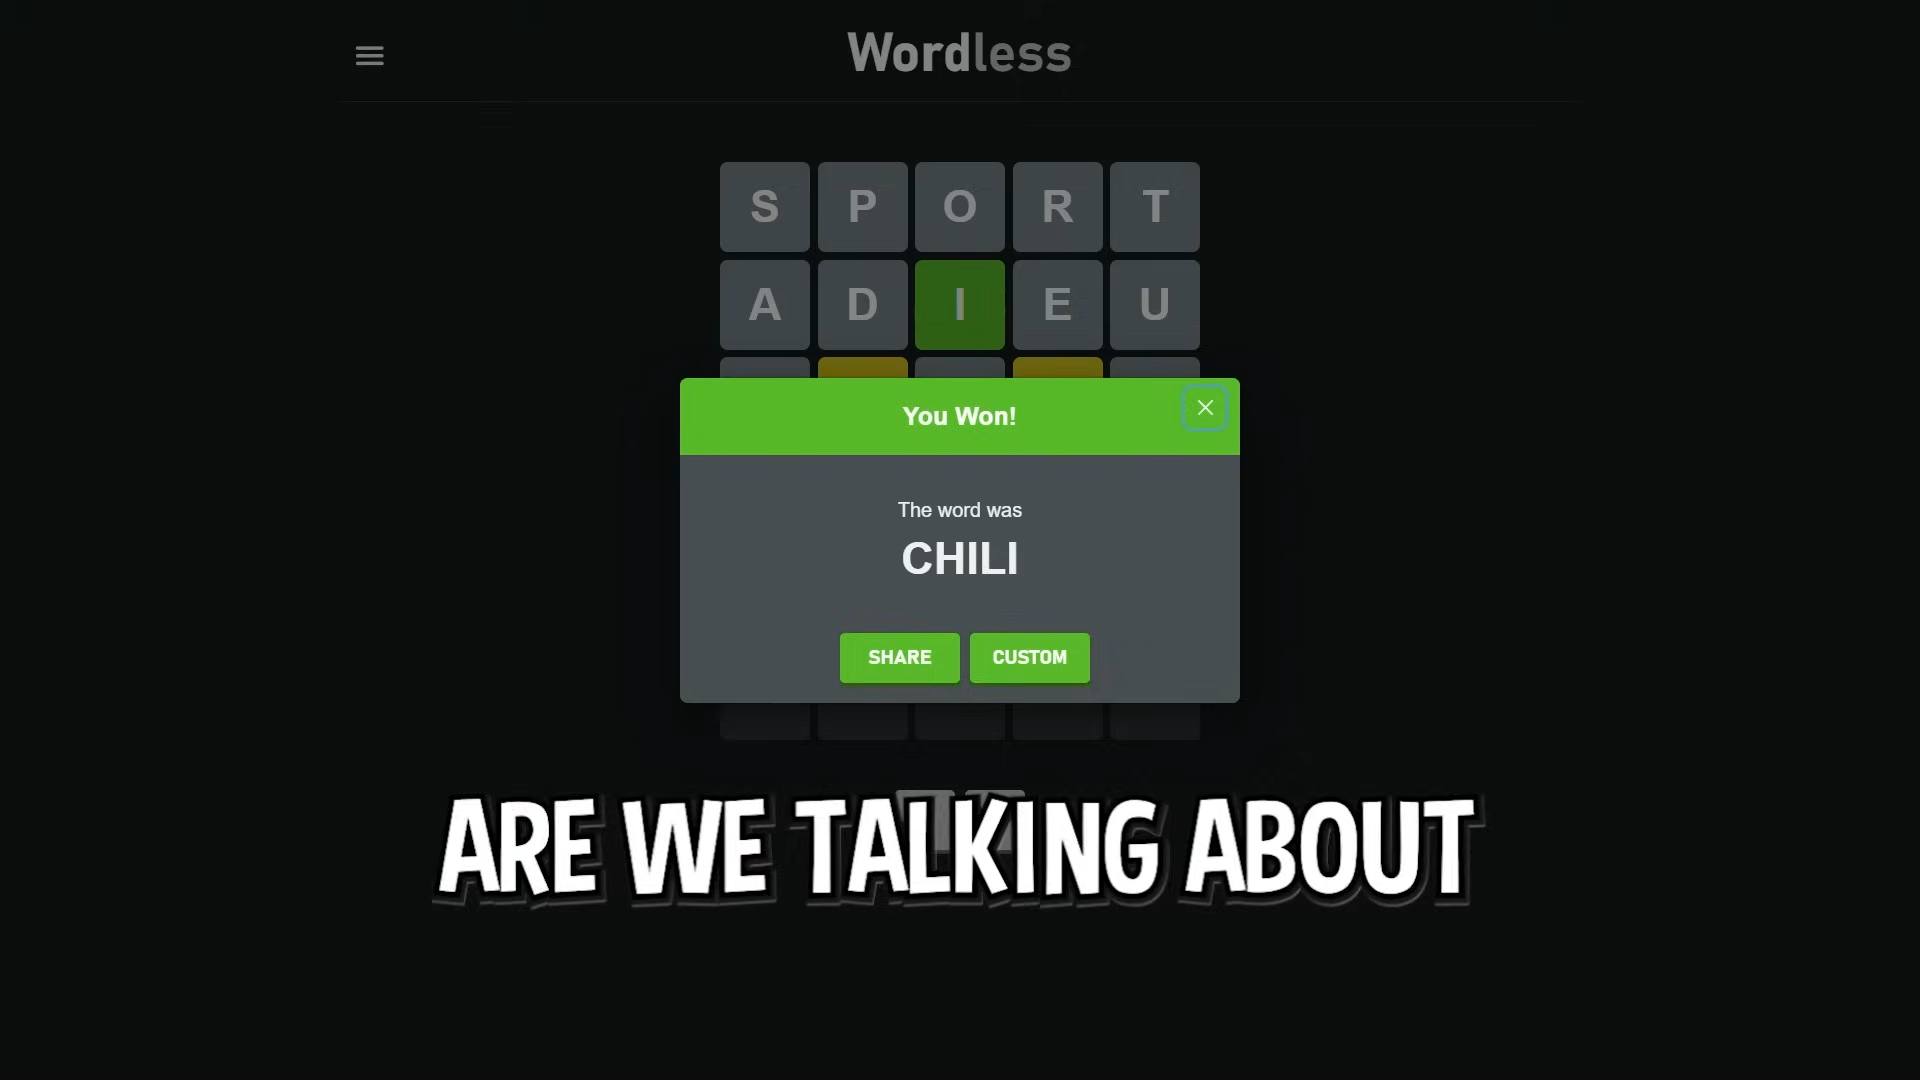 Wordless
S P O R T
A D I E U
You Won!
The word was
CHILI
SHARE CUSTOM
ARE WE TALKING ABOUT